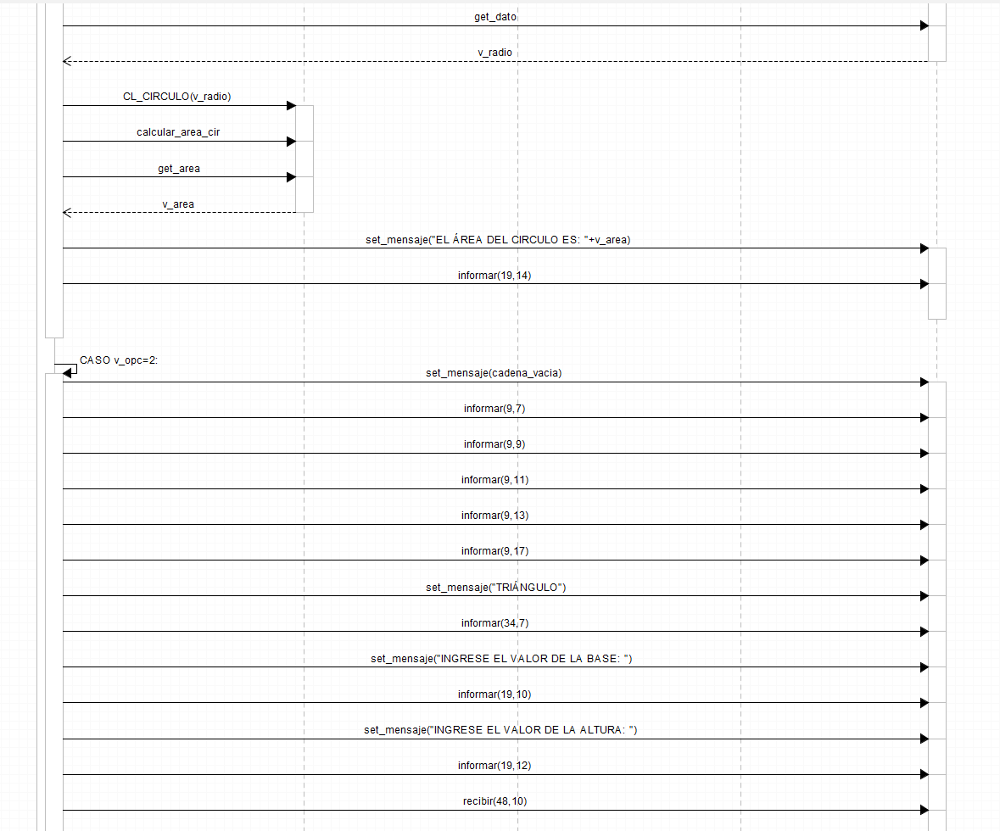 get_dato
v_radio
CL_CIRCULO(v_radio)
calcular_area_cir
get_area
v_area
set_mensaje("EL ÁREA DEL CIRCULO ES: "+v_area)
informar(19,14)
CASO v_opc=2:
set_mensaje(cadena_vacia)
informar(9,7)
informar(9,9)
informar(9,11)
informar(9,13)
informar(9,17)
set_mensaje("TRIÁNGULO")
informar(34,7)
set_mensaje("INGRESE EL VALOR DE LA BASE: ")
informar(19,10)
set_mensaje("INGRESE EL VALOR DE LA ALTURA: ")
informar(19,12)
recibir(48,10)